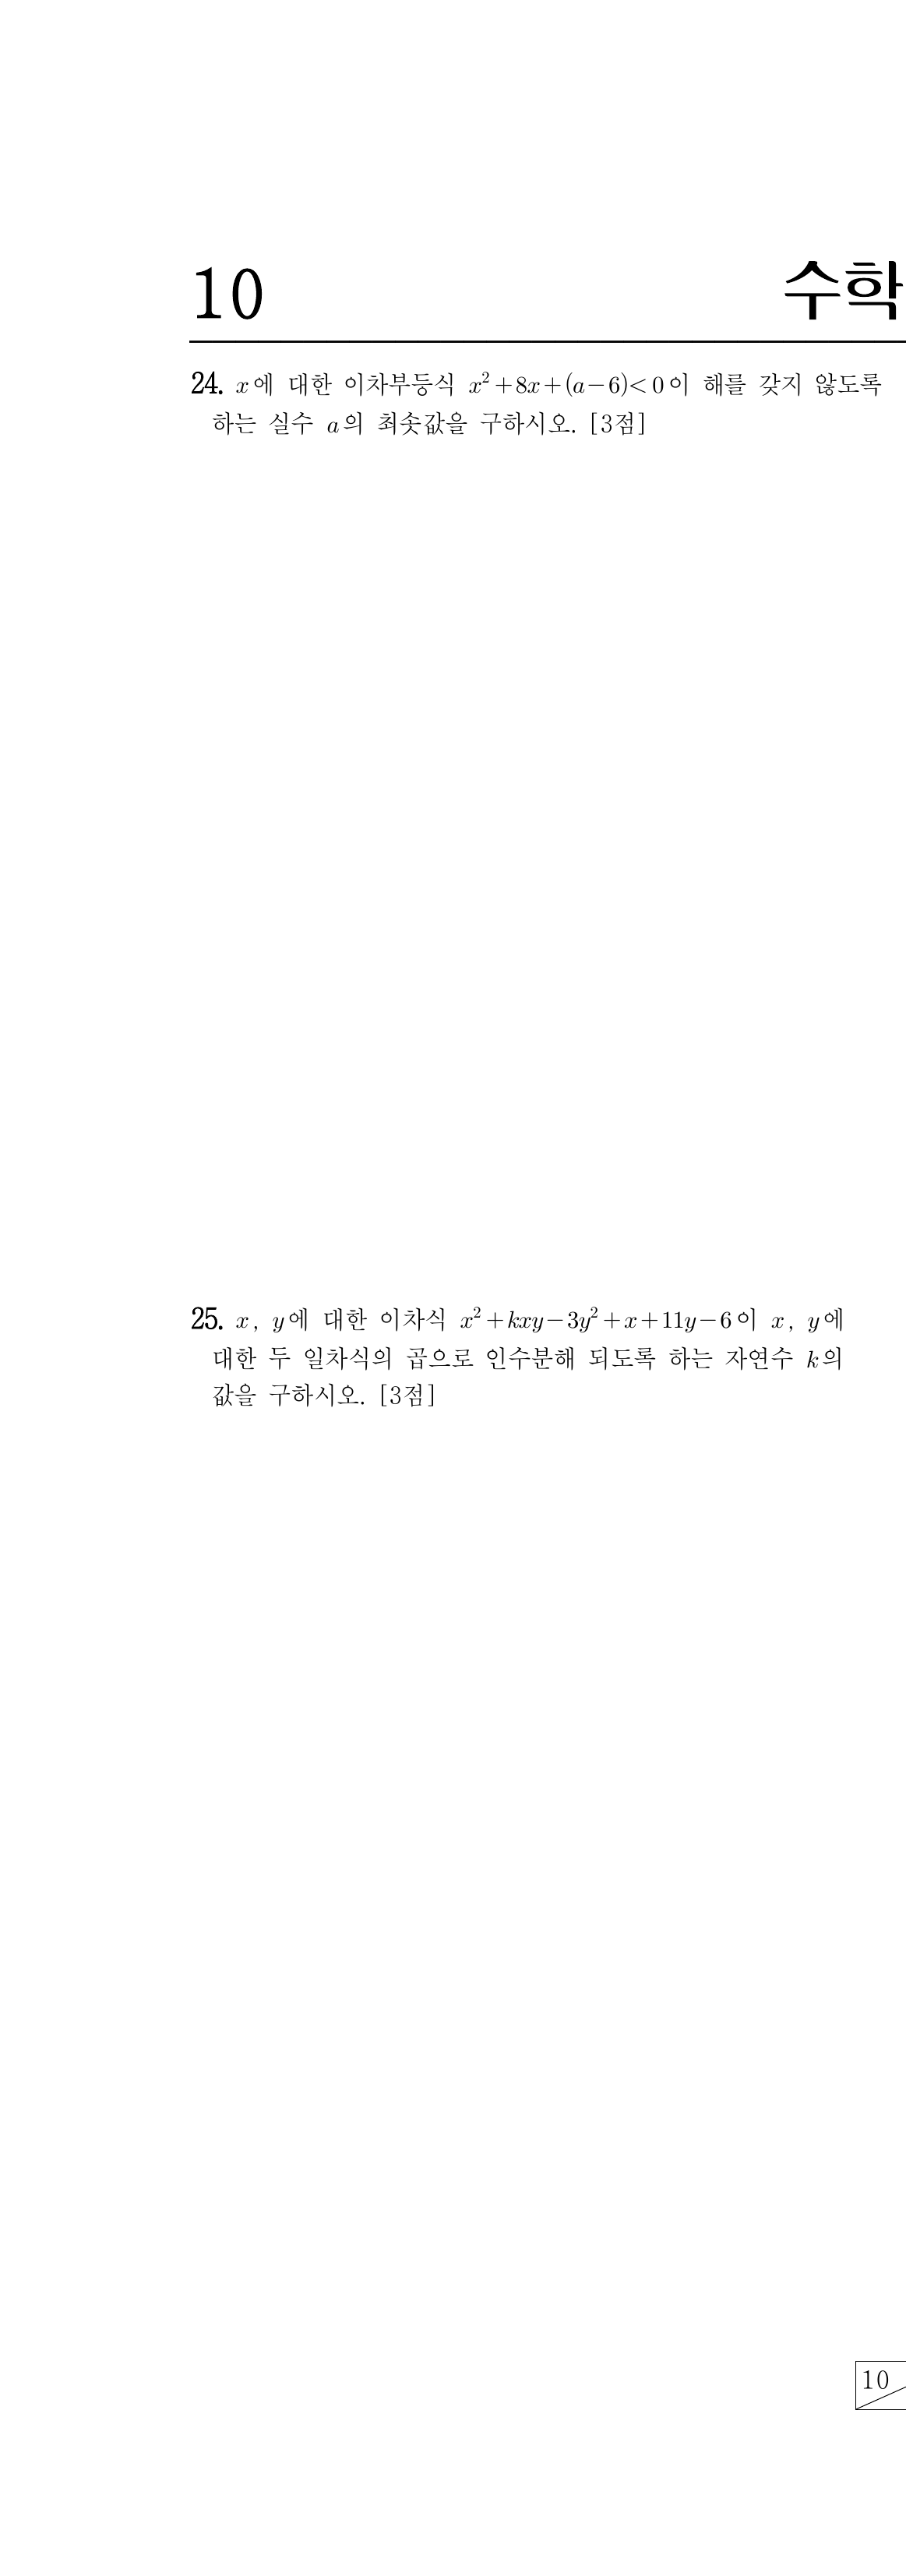 10
수학
24. x에 대한 이차부등식 x²+8x+(a-6)<0이 해를 갖지 않도록
하는 실수 a의 최솟값을 구하시오. [3점]
25. x, y에 대한 이차식 x²+kxy-3y²+x+11y-6이 x, y에
대한 두 일차식의 곱으로 인수분해 되도록 하는 자연수 k의
값을 구하시오. [3점]
10